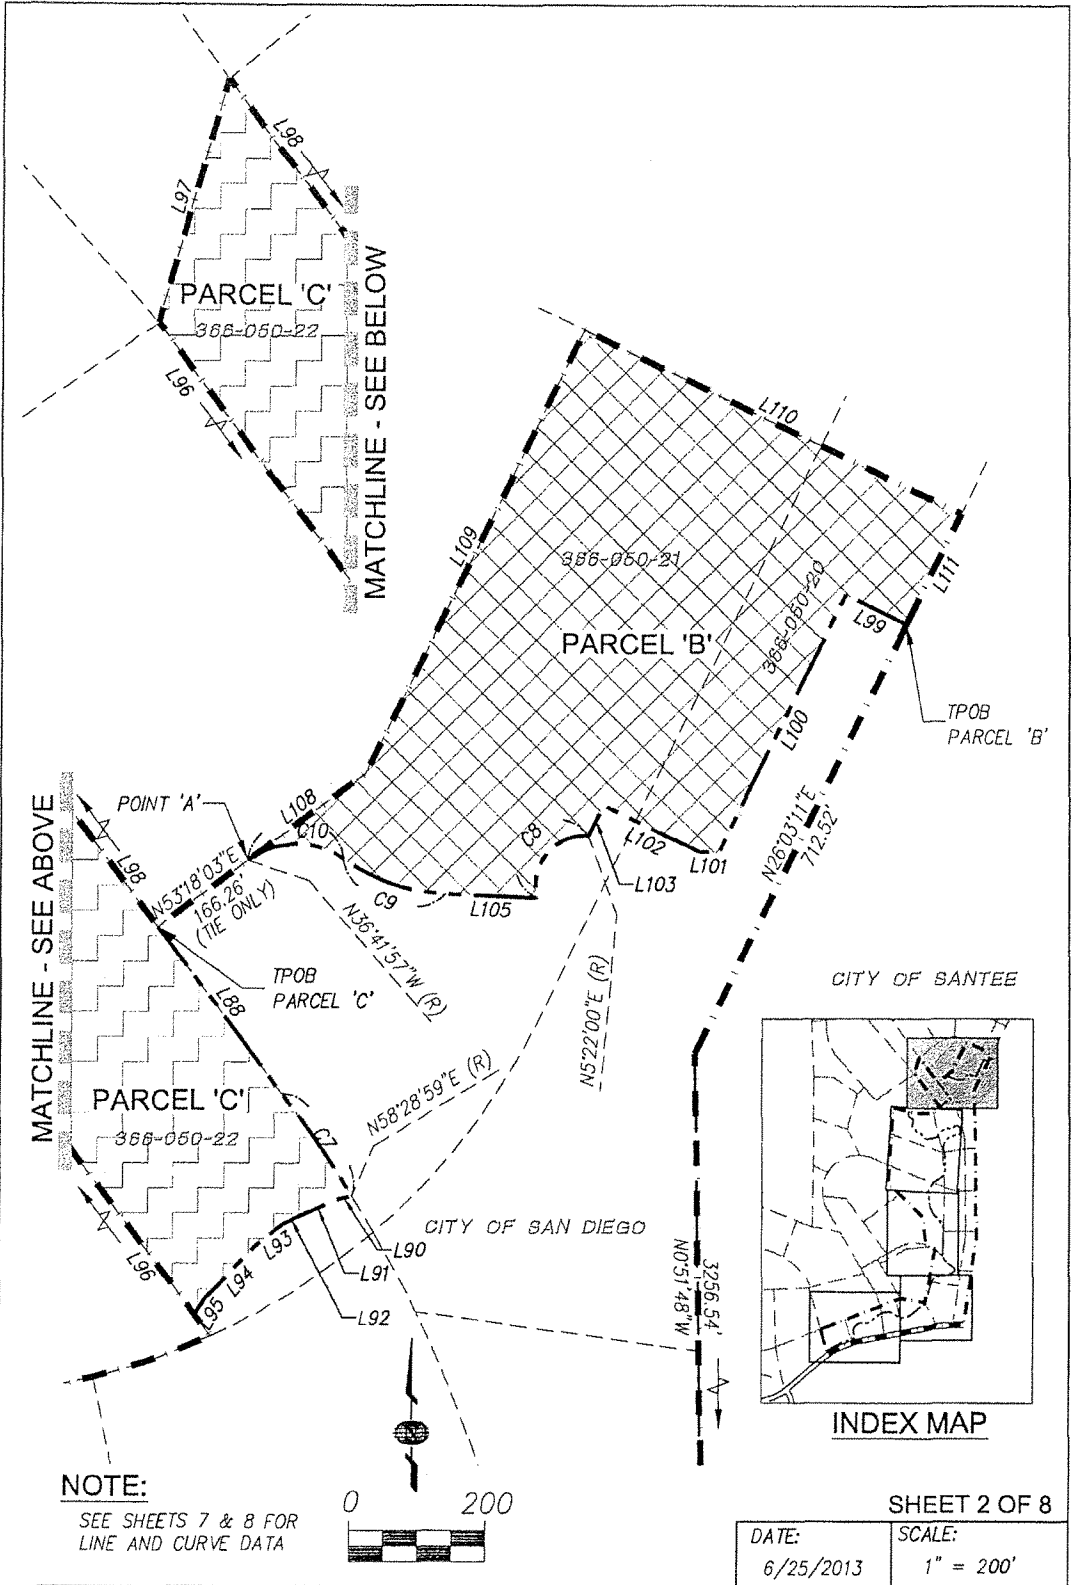 L98
L97
PARCEL 'C'
366-050-22
L96
MATCHLINE - SEE BELOW
L110
L109
386-050-21
366-050-20
PARCEL 'B'
L111
L99
L100
TPOB
PARCEL 'B'
MATCHLINE - SEE ABOVE
POINT 'A'
L108
C10
C8
L102
L101
L103
N26°03'11"E
712.52'
L98
N53°18'03"E
166.26'
(TIE ONLY)
C9
L105
N36°41'57"W (R)
TPOB
PARCEL 'C'
L88
N5°22'00"E (R)
CITY OF SANTEE
N58°28'59"E (R)
PARCEL 'C'
366-050-22
C7
L96
L95
L94
L93
CITY OF SAN DIEGO
L90
L91
L92
3256.54'
N0°51'48"W
INDEX MAP
NOTE:
SEE SHEETS 7 & 8 FOR
LINE AND CURVE DATA
0 200
SHEET 2 OF 8
DATE:
6/25/2013
SCALE:
1" = 200'